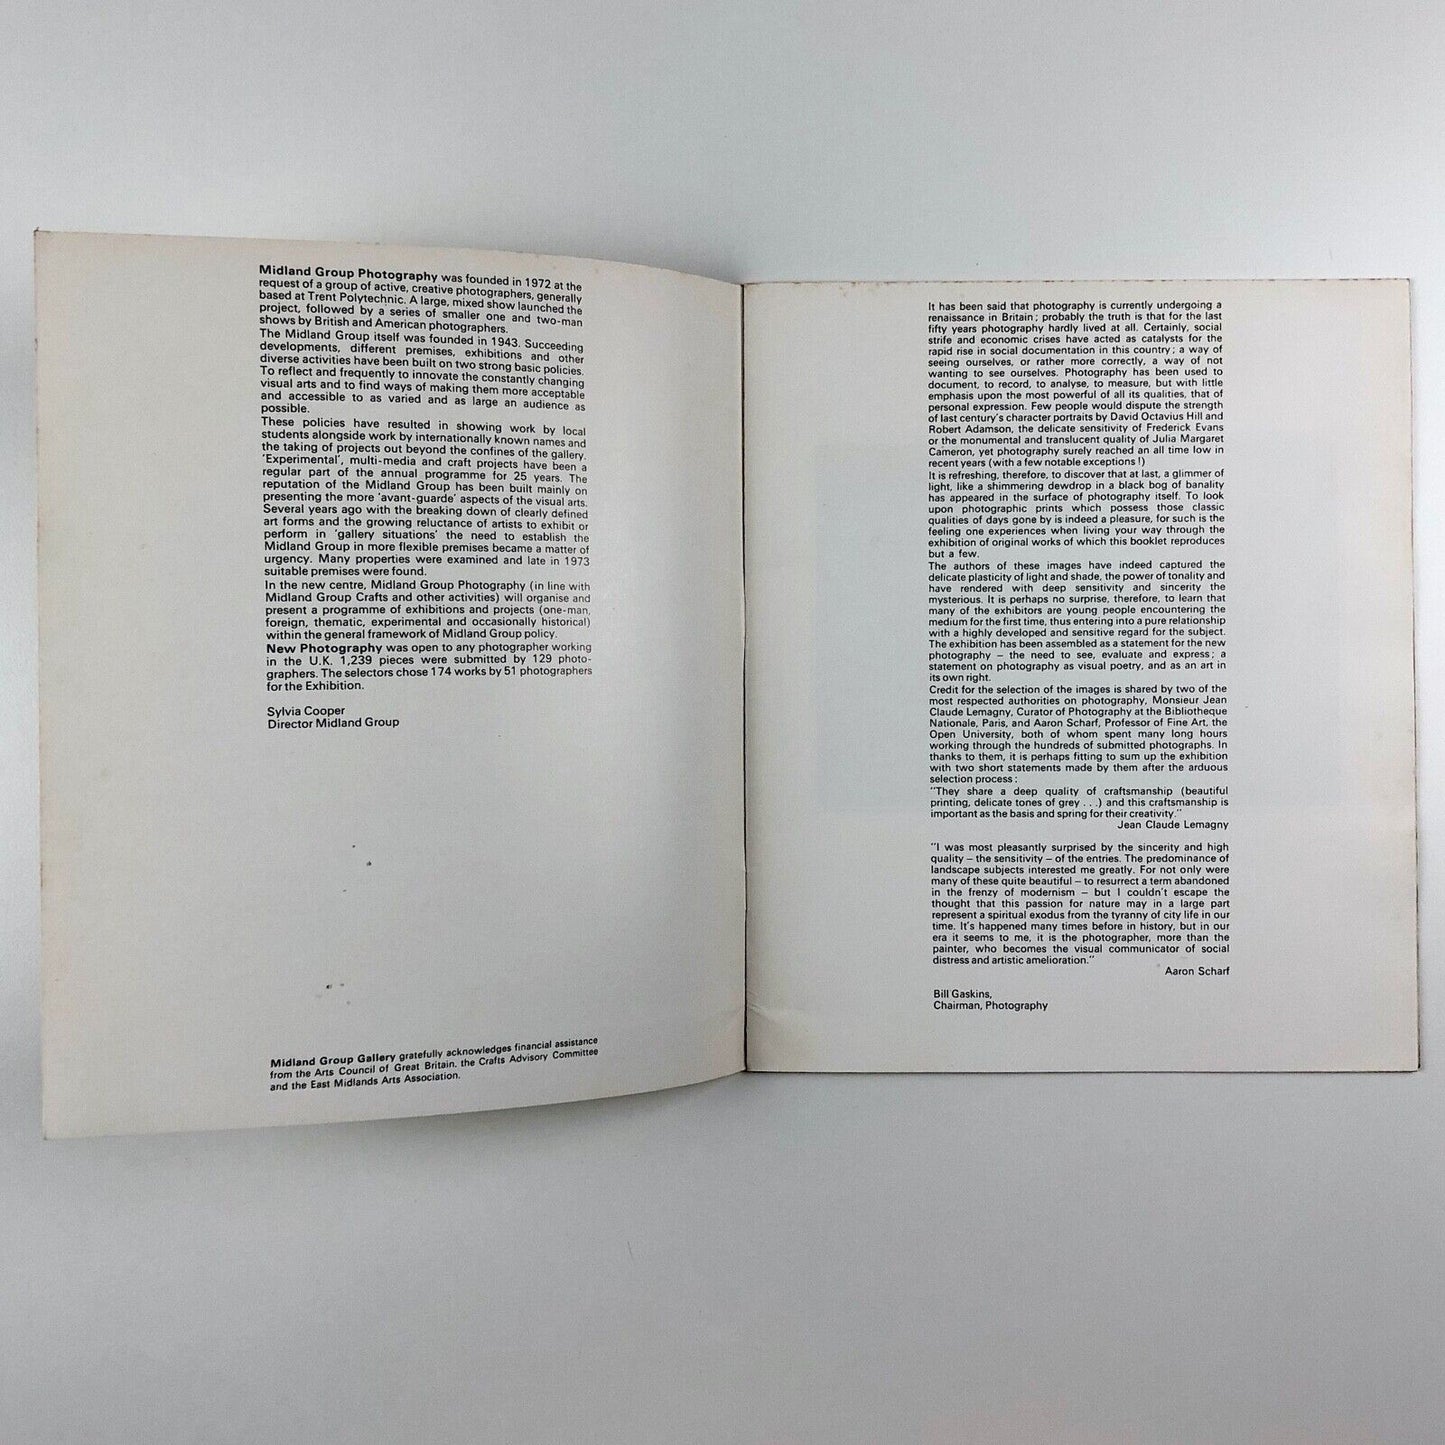 Midland Group Photography was founded in 1972 at the
request of a group of active, creative photographers, generally
based at Trent Polytechnic. A large, mixed show launched the
project, followed by a series of smaller one and two-man
shows by British and American photographers.
The Midland Group itself was founded in 1943. Succeeding
developments, different premises, exhibitions and other
diverse activities have been built on two strong basic policies.
To reflect and frequently to innovate the constantly changing
visual arts and to find ways of making them more acceptable
and accessible to as varied and as large an audience as
possible.
These policies have resulted in showing work by local
students alongside work by internationally known names and
the taking of projects out beyond the confines of the gallery.
'Experimental', multi-media and craft projects have been a
regular part of the annual programme for 25 years. The
reputation of the Midland Group has been built mainly on
presenting the more 'avant-guarde' aspects of the visual arts.
Several years ago with the breaking down of clearly defined
art forms and the growing reluctance of artists to exhibit or
perform in 'gallery situations' the need to establish the
Midland Group in more flexible premises became a matter of
urgency. Many properties were examined and late in 1973
suitable premises were found.
In the new centre, Midland Group Photography (in line with
Midland Group Crafts and other activities) will organise and
present a programme of exhibitions and projects (one-man,
foreign, thematic, experimental and occasionally historical)
within the general framework of Midland Group policy.
New Photography was open to any photographer working
in the U.K. 1,239 pieces were submitted by 129 photo-
graphers. The selectors chose 174 works by 51 photographers
for the Exhibition.
Sylvia Cooper
Director Midland Group
Midland Group Gallery gratefully acknowledges financial assistance
from the Arts Council of Great Britain, the Crafts Advisory Committee
and the East Midlands Arts Association.
It has been said that photography is currently undergoing a
renaissance in Britain; probably the truth is that for the last
fifty years photography hardly lived at all. Certainly, social
strife and economic crises have acted as catalysts for the
rapid rise in social documentation in this country; a way of
seeing ourselves, or rather more correctly, a way of not
wanting to see ourselves. Photography has been used to
document, to record, to analyse, to measure, but with little
emphasis upon the most powerful of all its qualities, that of
personal expression. Few people would dispute the strength
of last century's character portraits by David Octavius Hill and
Robert Adamson, the delicate sensitivity of Frederick Evans
or the monumental and translucent quality of Julia Margaret
Cameron, yet photography surely reached an all time low in
recent years (with a few notable exceptions!)
It is refreshing, therefore, to discover that at last, a glimmer of
light, like a shimmering dewdrop in a black bog of banality
has appeared in the surface of photography itself. To look
upon photographic prints which possess those classic
qualities of days gone by is indeed a pleasure, for such is the
feeling one experiences when living your way through the
exhibition of original works of which this booklet reproduces
but a few.
The authors of these images have indeed captured the
delicate plasticity of light and shade, the power of tonality and
have rendered with deep sensitivity and sincerity the
mysterious. It is perhaps no surprise, therefore, to learn that
many of the exhibitors are young people encountering the
medium for the first time, thus entering into a pure relationship
with a highly developed and sensitive regard for the subject.
The exhibition has been assembled as a statement for the new
photography – the need to see, evaluate and express; a
statement on photography as visual poetry, and as an art in
its own right.
Credit for the selection of the images is shared by two of the
most respected authorities on photography, Monsieur Jean
Claude Lemagny, Curator of Photography at the Bibliotheque
Nationale, Paris, and Aaron Scharf, Professor of Fine Art, the
Open University, both of whom spent many long hours
working through the hundreds of submitted photographs. In
thanks to them, it is perhaps fitting to sum up the exhibition
with two short statements made by them after the arduous
selection process:
"They share a deep quality of craftsmanship (beautiful
printing, delicate tones of grey . . .) and this craftsmanship is
important as the basis and spring for their creativity."
Jean Claude Lemagny
"I was most pleasantly surprised by the sincerity and high
quality – the sensitivity – of the entries. The predominance of
landscape subjects interested me greatly. For not only were
many of these quite beautiful – to resurrect a term abandoned
in the frenzy of modernism – but I couldn't escape the
thought that this passion for nature may in a large part
represent a spiritual exodus from the tyranny of city life in our
time. It's happened many times before in history, but in our
era it seems to me, it is the photographer, more than the
painter, who becomes the visual communicator of social
distress and artistic amelioration."
Aaron Scharf
Bill Gaskins,
Chairman, Photography